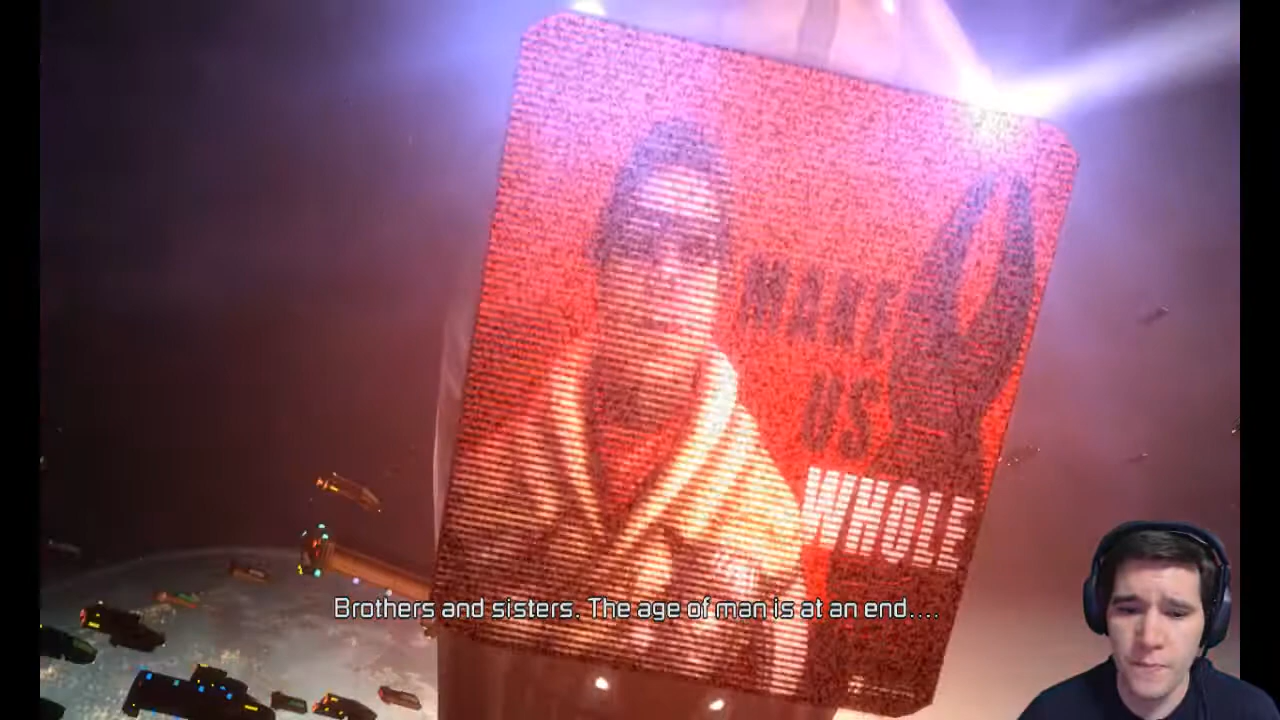 MAKE
US
WHOLE
Brothers and sisters. The age of man is at an end....